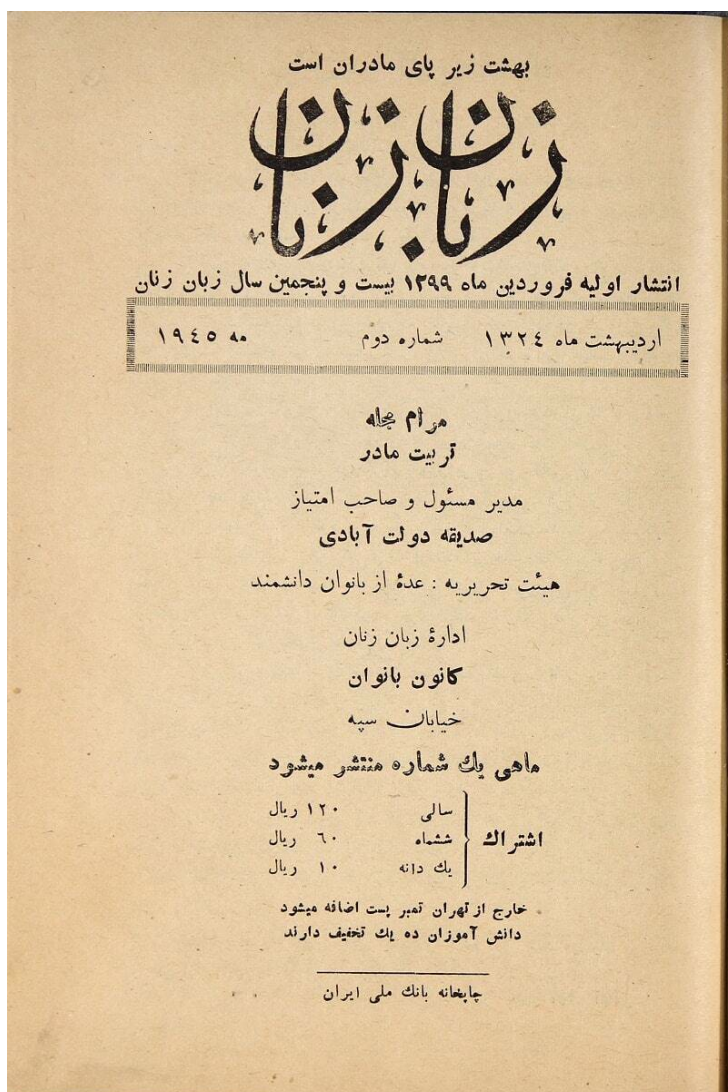 بهشت زیر پای مادران است
زبان زنان
انتشار اولیه فروردین ماه ۱۲۹۹ بیست و پنجمین سال زبان زنان
اردیبهشت ماه ۱۳۲٤ شماره دوم مه ۱۹٤٥
مرام مجله
تربیت مادر
مدیر مسئول و صاحب امتیاز
صدیقه دولت آبادی
هیئت تحریریه : عدهٔ از بانوان دانشمند
ادارهٔ زبان زنان
کانون بانوان
خیابان سپه
ماهی یك شماره منتشر میشود
اشتراك
سالی ۱۲۰ ریال
ششماه ٦۰ ریال
یك دانه ۱۰ ریال
خارج از تهران تمبر پست اضافه میشود
دانش آموزان ده یك تخفیف دارند
چاپخانه بانك ملی ایران